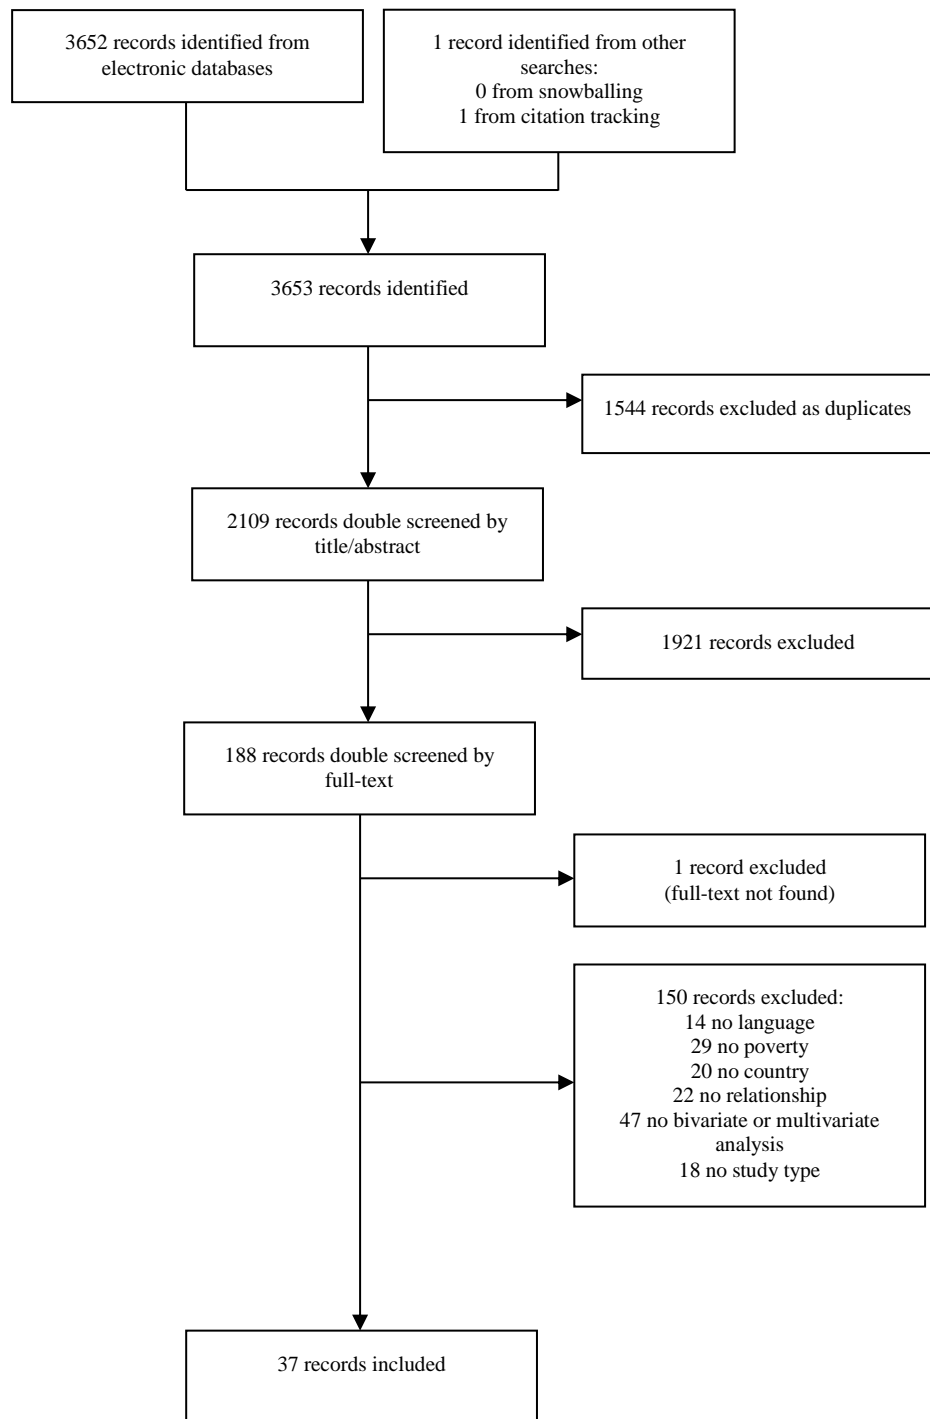 3652 records identified from
electronic databases
1 record identified from other
searches:
0 from snowballing
1 from citation tracking
3653 records identified
1544 records excluded as duplicates
2109 records double screened by
title/abstract
1921 records excluded
188 records double screened by
full-text
1 record excluded
(full-text not found)
150 records excluded:
14 no language
29 no poverty
20 no country
22 no relationship
47 no bivariate or multivariate
analysis
18 no study type
37 records included